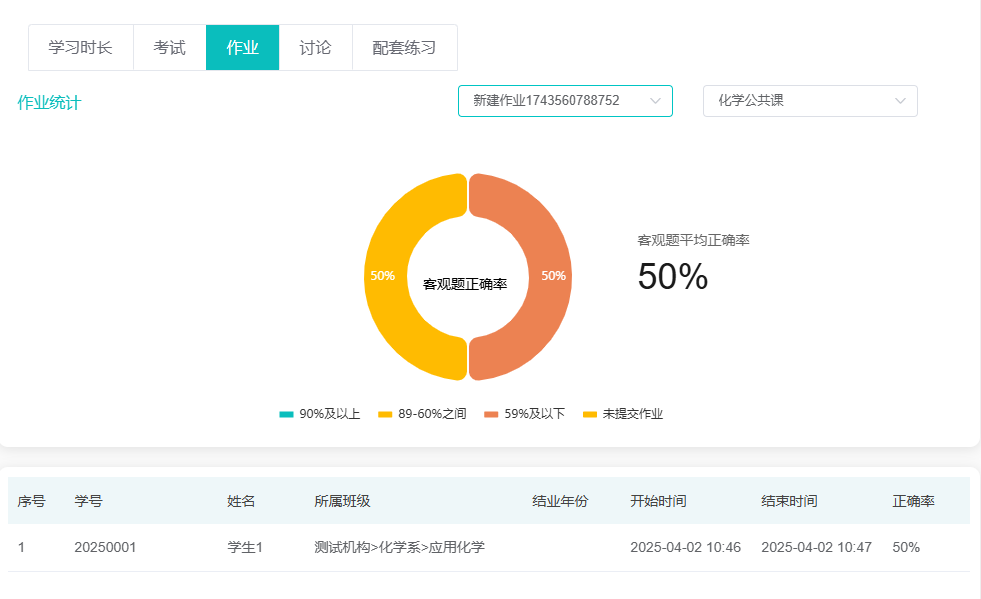 学习时长 考试 作业 讨论 配套练习
作业统计 新建作业1743560788752 化学公共课
客观题平均正确率
50%
50% 客观题正确率 50%
90%及以上 89-60%之间 59%及以下 未提交作业
序号 学号 姓名 所属班级 结业年份 开始时间 结束时间 正确率
1 20250001 学生1 测试机构>化学系>应用化学 2025-04-02 10:46 2025-04-02 10:47 50%